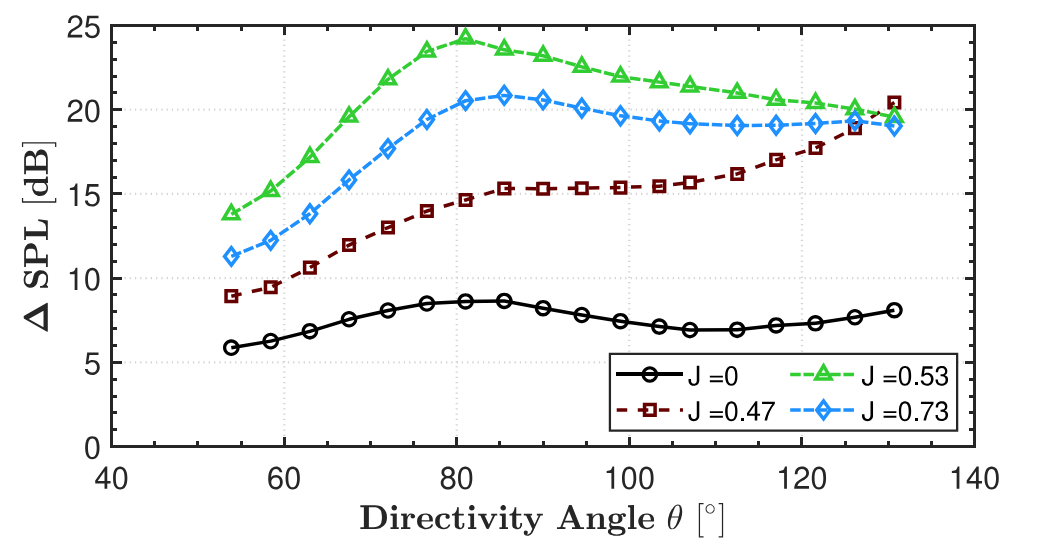 25
20
15
10
5
0
Δ SPL [dB]
J =0
J =0.53
J =0.47
J =0.73
40 60 80 100 120 140
Directivity Angle θ [°]